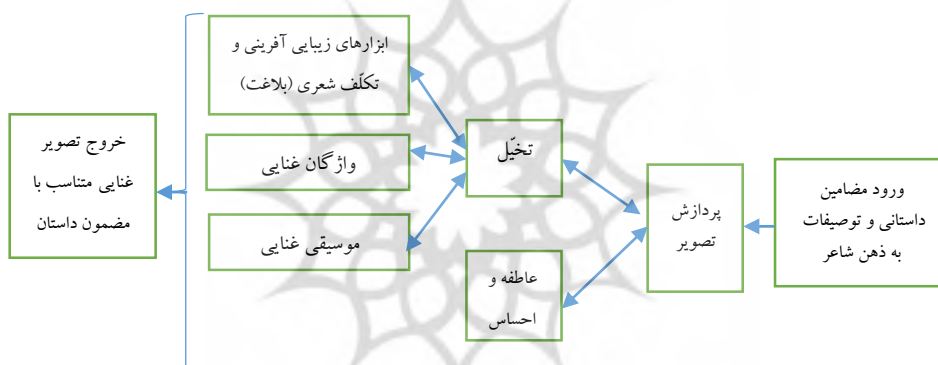 ورود مضامین
داستانی و توصیفات
به ذهن شاعر
پردازش
تصویر
تخیّل
عاطفه و
احساس
ابزارهای زیبایی آفرینی و
تکلّف شعری (بلاغت)
واژگان غنایی
موسیقی غنایی
خروج تصویر
غنایی متناسب با
مضمون داستان